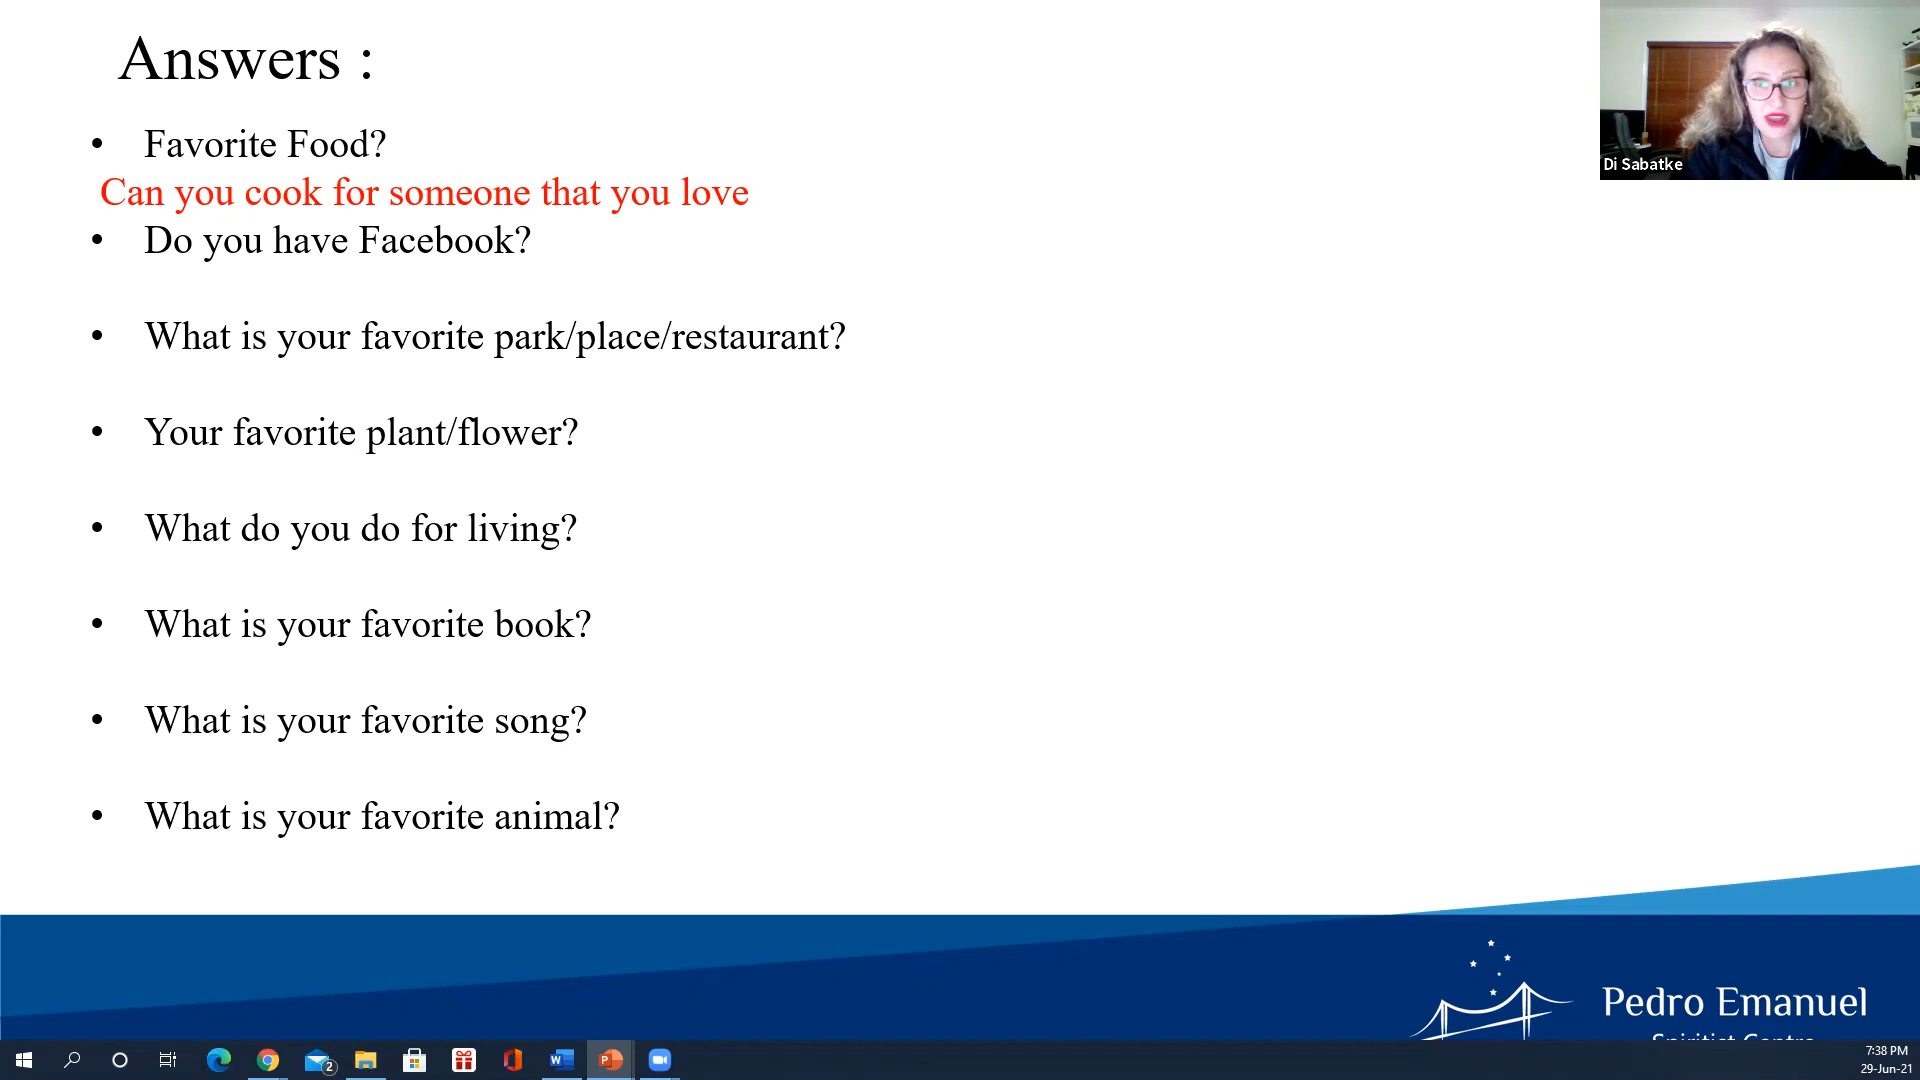 Answers :
Di Sabatke
• Favorite Food?
Can you cook for someone that you love
• Do you have Facebook?
• What is your favorite park/place/restaurant?
• Your favorite plant/flower?
• What do you do for living?
• What is your favorite book?
• What is your favorite song?
• What is your favorite animal?
Pedro Emanuel
Spiritist Centre
2
W
P
7:38 PM
29-Jun-21